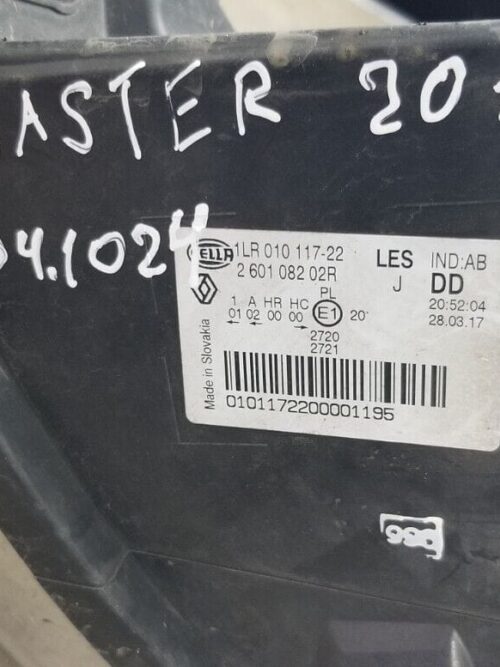 ASTER 20
04.1024
HELLA 1LR 010 117-22 LES IND:AB
2 601 082 02R J DD
PL 20:52:04
1 A HR HC E1 20' 28.03.17
01 02 00 00
2720
2721
Made in Slovakia
0101172200001195